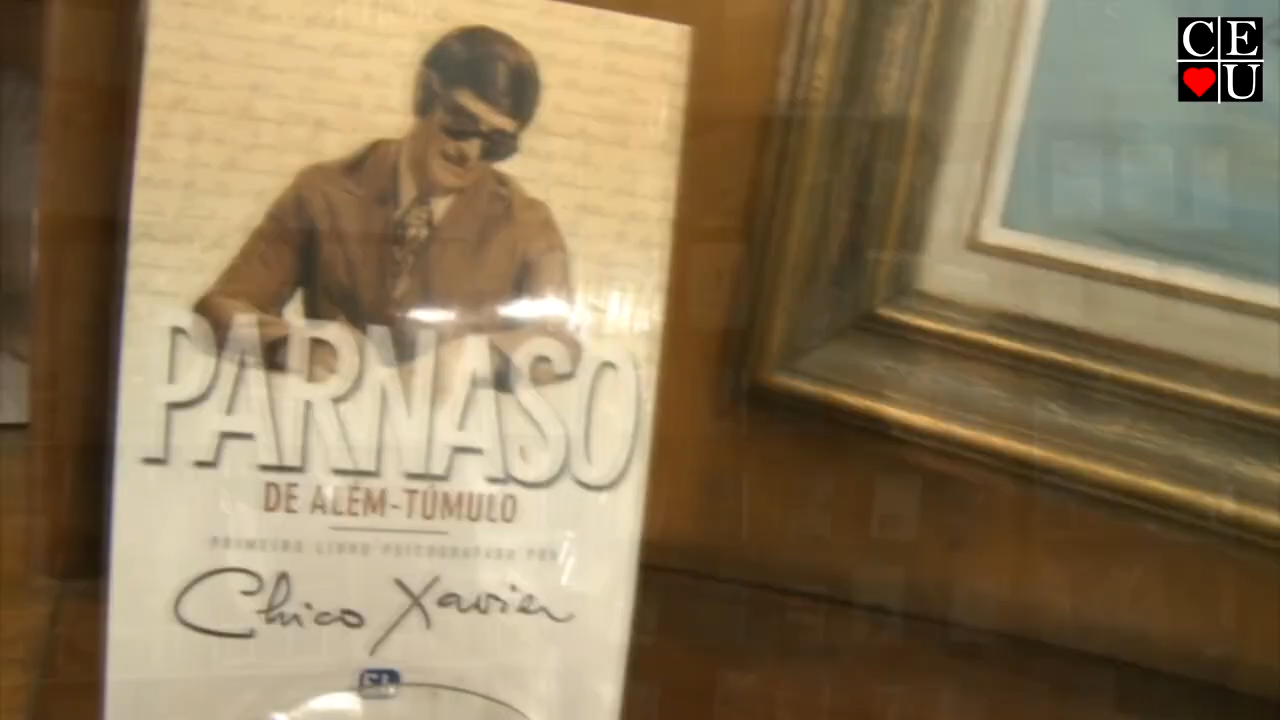 CE
U
PARNASO
DE ALÉM-TÚMULO
PRIMEIRO LIVRO PSICOGRAFADO POR
Chico Xavier